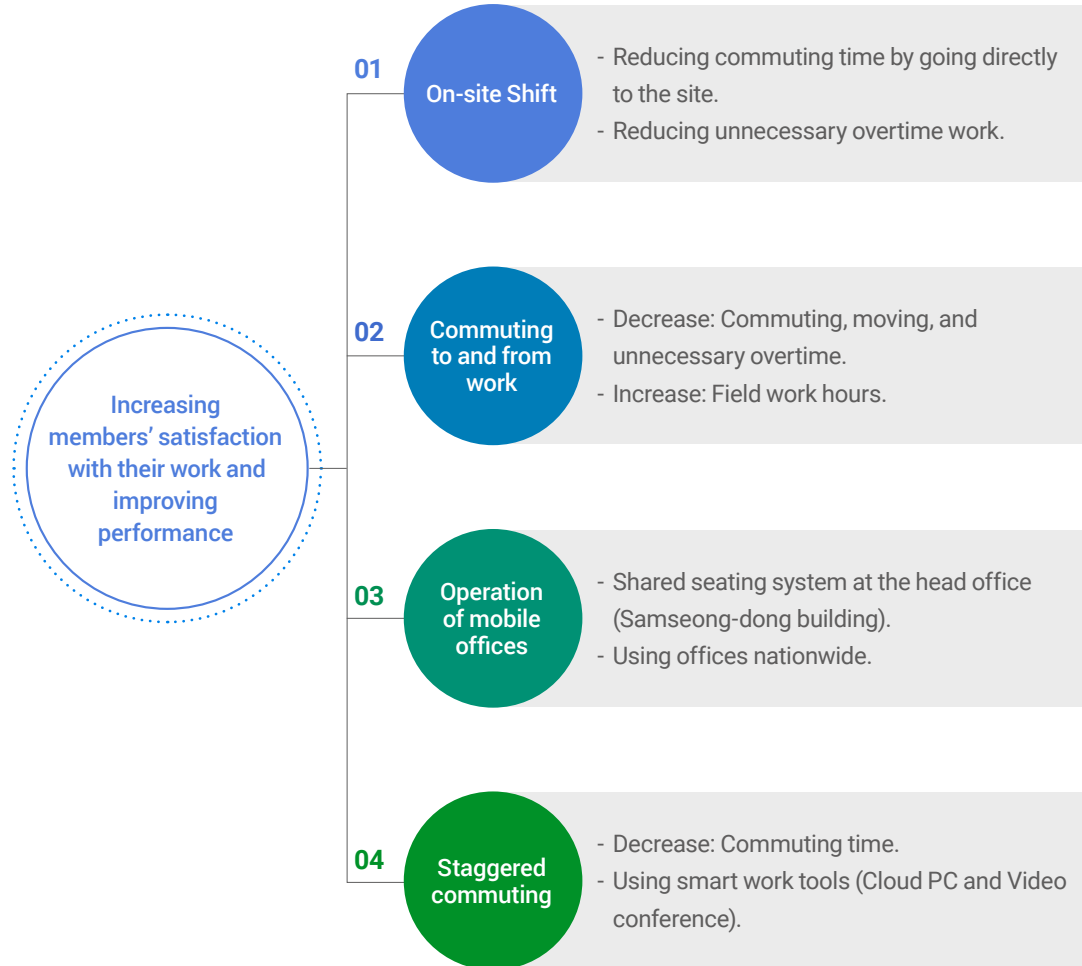 Increasing
members’ satisfaction
with their work and
improving
performance
01
On-site Shift
- Reducing commuting time by going directly
to the site.
- Reducing unnecessary overtime work.
02
Commuting
to and from
work
- Decrease: Commuting, moving, and
unnecessary overtime.
- Increase: Field work hours.
03
Operation
of mobile
offices
- Shared seating system at the head office
(Samseong-dong building).
- Using offices nationwide.
04
Staggered
commuting
- Decrease: Commuting time.
- Using smart work tools (Cloud PC and Video
conference).